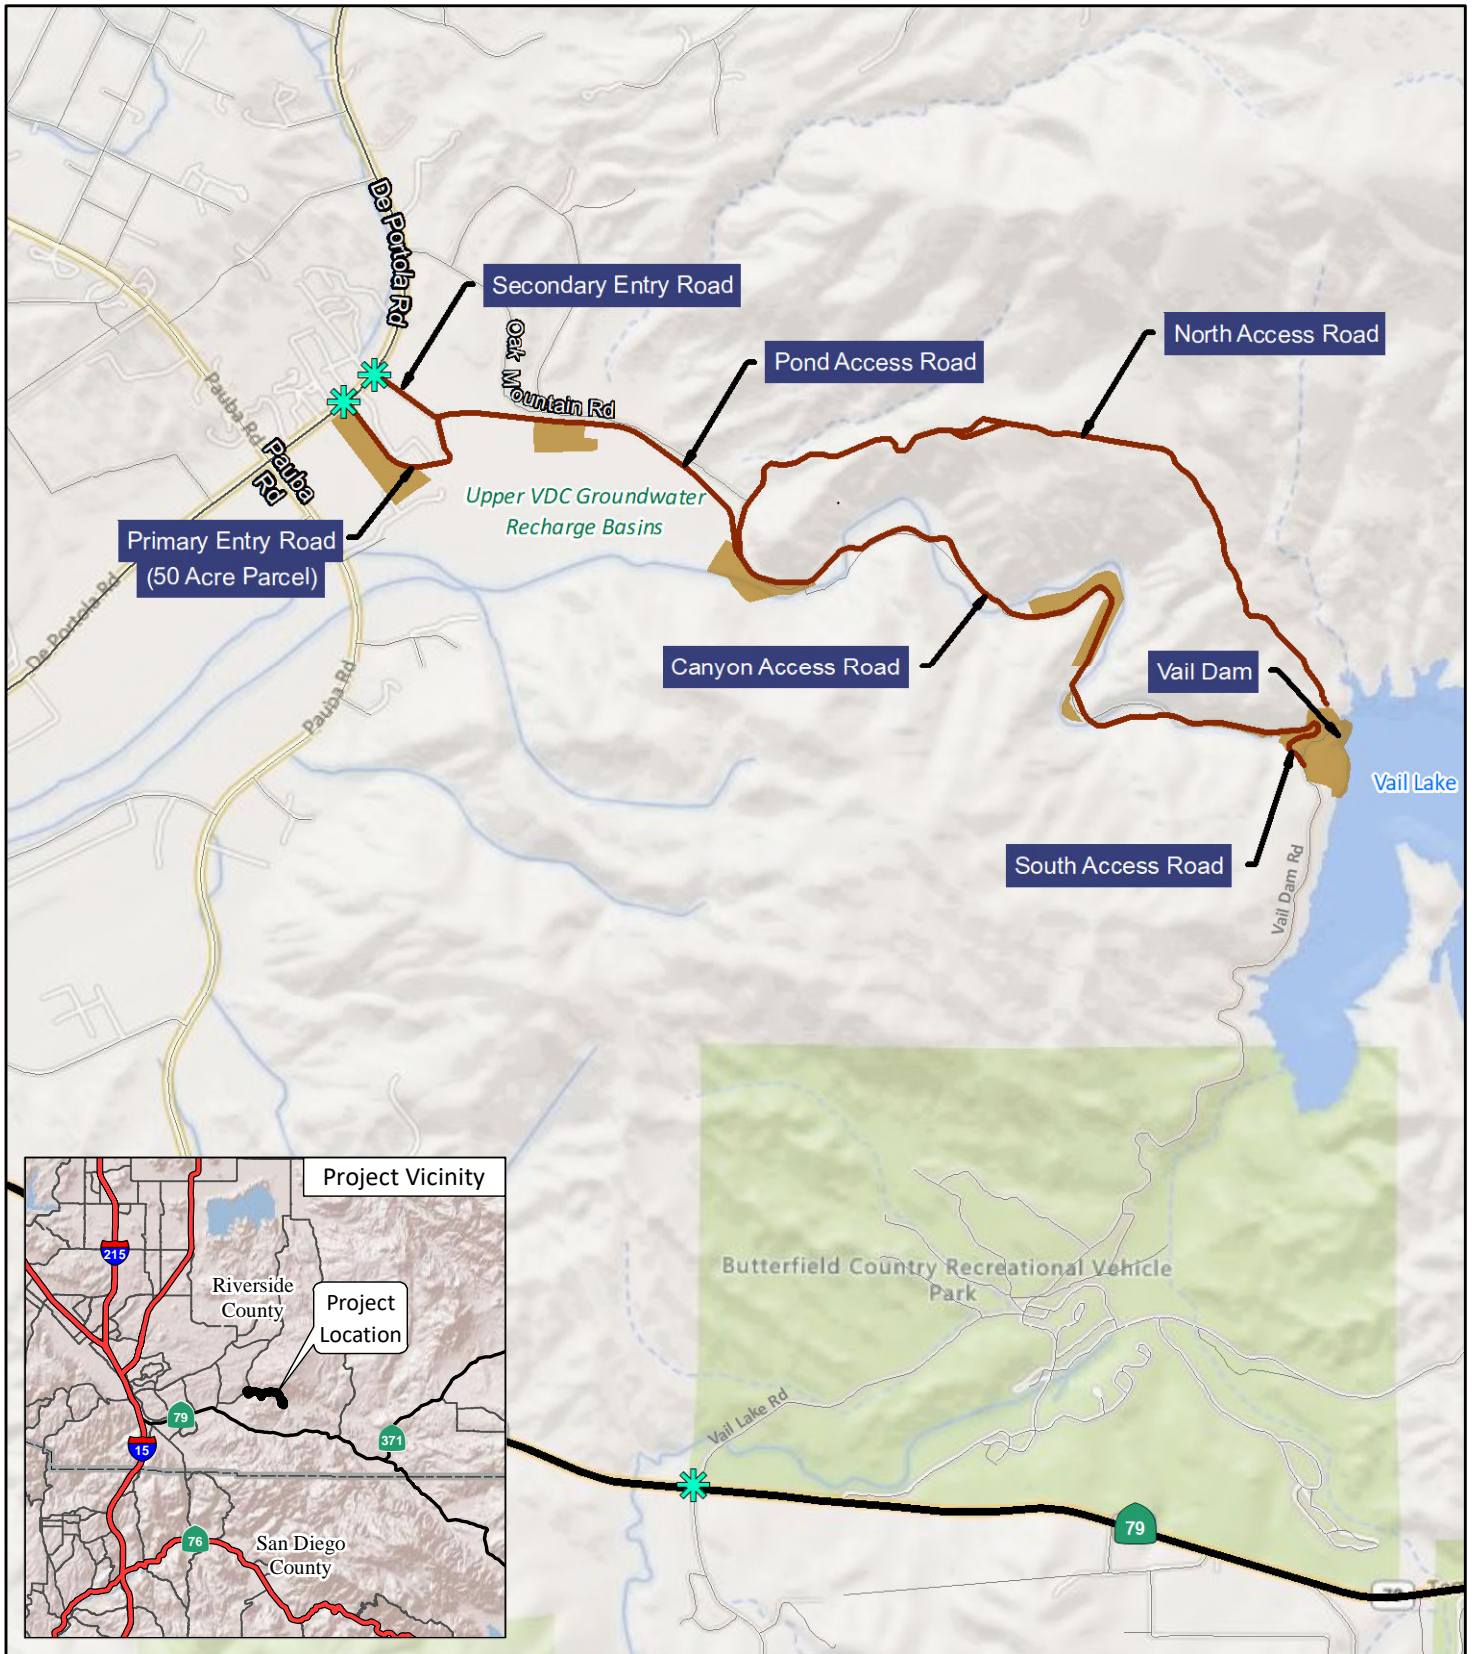 De Portola Rd
Secondary Entry Road
Oak Mountain Rd
North Access Road
Pond Access Road
Pauba Rd
Pauba
Rd
Upper VDC Groundwater
Recharge Basins
Primary Entry Road
(50 Acre Parcel)
De Portola Rd
Canyon Access Road
Vail Dam
Pauba Rd
Vail Lake
South Access Road
Vail Dam Rd
Project Vicinity
215
Riverside
County
Project
Location
79
371
15
76
San Diego
County
Butterfield Country Recreational Vehicle
Park
Vail Lake Rd
79